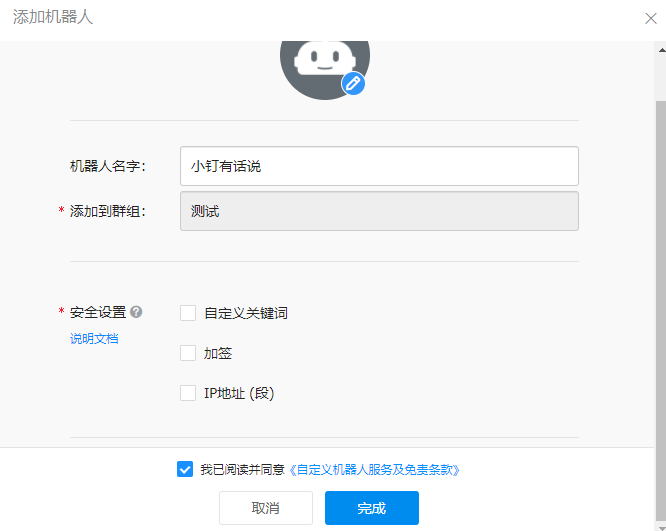 添加机器人
机器人名字：
小钉有话说
* 添加到群组：
测试
* 安全设置 ?
自定义关键词
说明文档
加签
IP地址 (段)
我已阅读并同意《自定义机器人服务及免责条款》
取消
完成